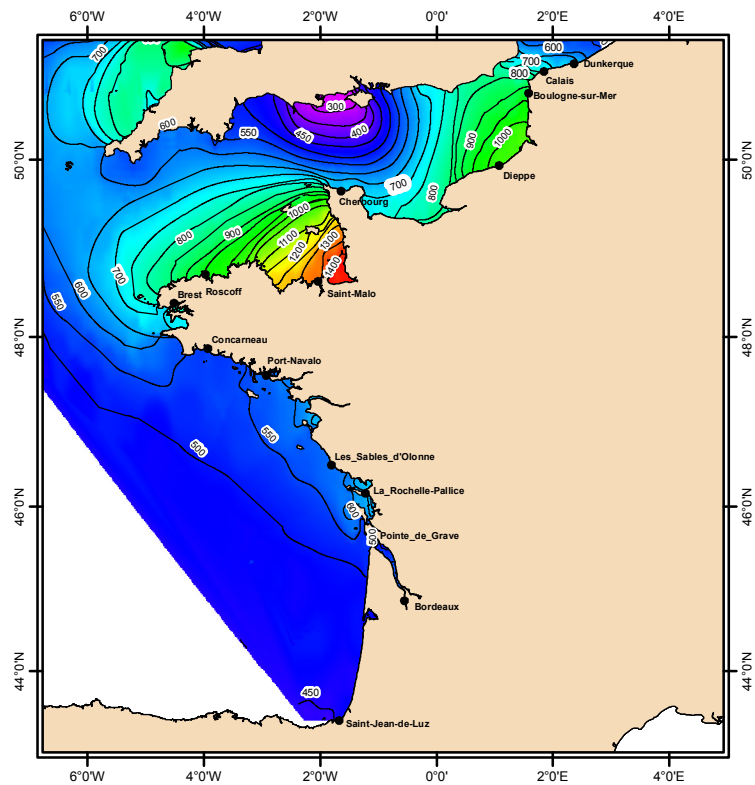 6°0'W 4°0'W 2°0'W 0°0' 2°0'E 4°0'E
700
600
700
Dunkerque
800
Calais
Boulogne-sur-Mer
300
600
550
450
400
900
1000
50°0'N
50°0'N
Dieppe
700
800
Cherbourg
1000
800
900
1100
1300
1200
1400
700
600
550
Roscoff
Brest
Saint-Malo
48°0'N
48°0'N
Concarneau
Port-Navalo
550
500
Les_Sables_d'Olonne
La_Rochelle-Pallice
600
46°0'N
46°0'N
500
Pointe_de_Grave
Bordeaux
44°0'N
44°0'N
450
Saint-Jean-de-Luz
6°0'W 4°0'W 2°0'W 0°0' 2°0'E 4°0'E